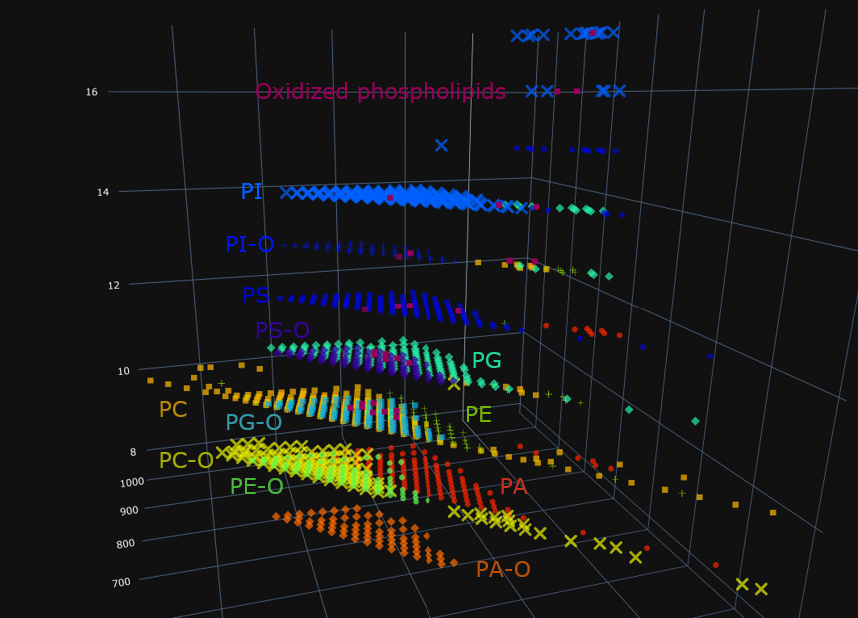 16
Oxidized phospholipids
14
PI
PI-O
12
PS
PS-O
10
PG
PC
PG-O
PE
8
PC-O
1000
PE-O
PA
900
800
PA-O
700